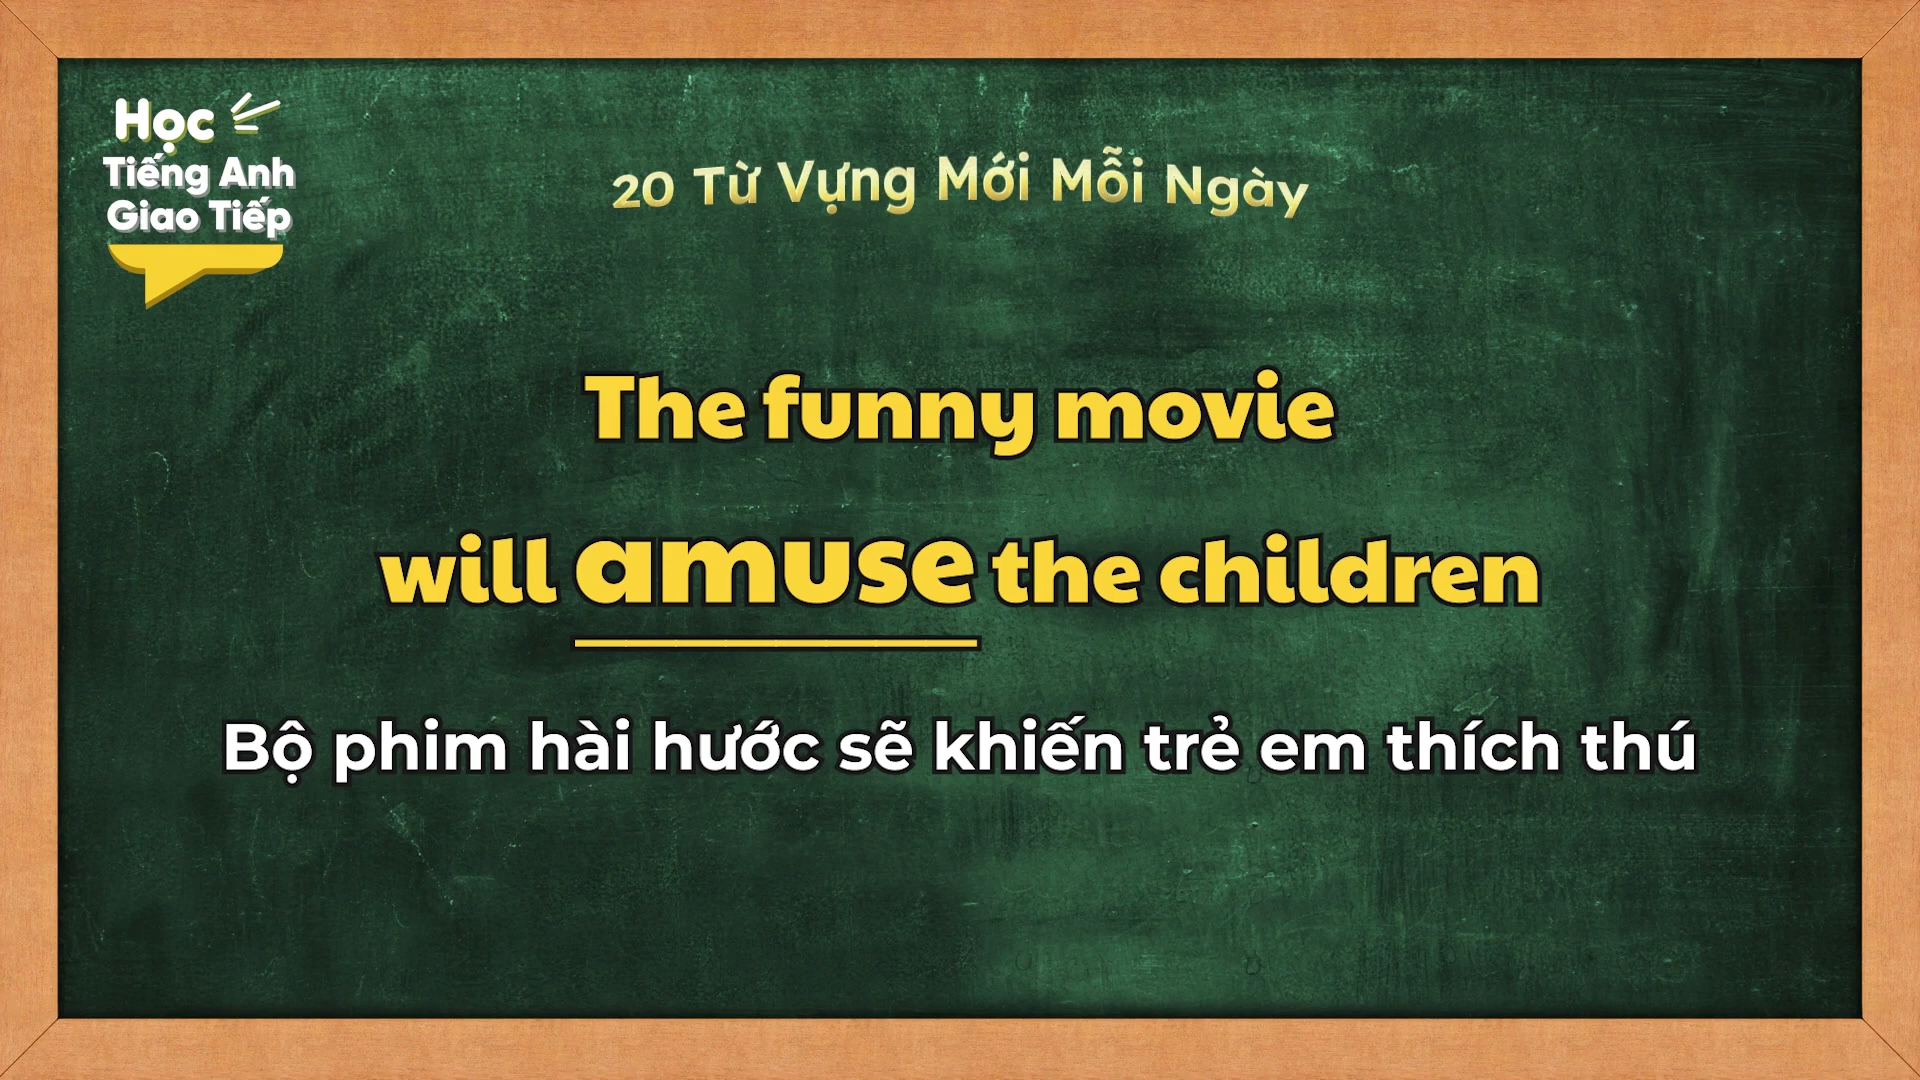 Học
Tiếng Anh
Giao Tiếp
20 Từ Vựng Mới Mỗi Ngày
The funny movie
will amuse the children
Bộ phim hài hước sẽ khiến trẻ em thích thú